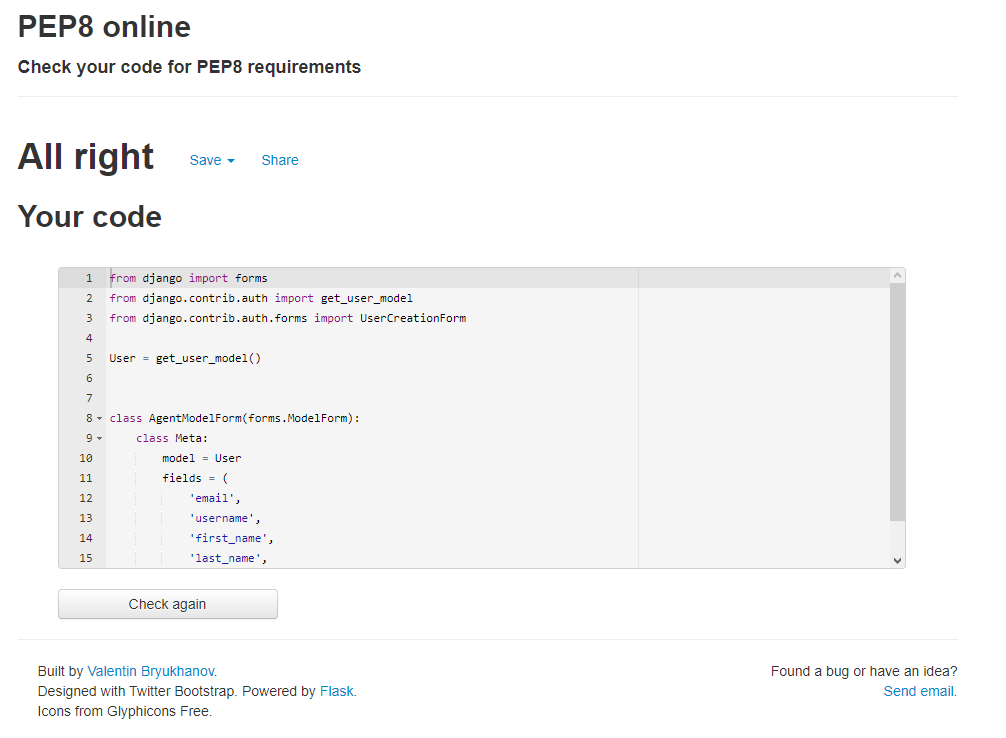 PEP8 online
Check your code for PEP8 requirements
All right Save Share
Your code
1 from django import forms
2 from django.contrib.auth import get_user_model
3 from django.contrib.auth.forms import UserCreationForm
4
5 User = get_user_model()
6
7
8 class AgentModelForm(forms.ModelForm):
9     class Meta:
10         model = User
11         fields = (
12             'email',
13             'username',
14             'first_name',
15             'last_name',
Check again
Built by Valentin Bryukhanov.
Designed with Twitter Bootstrap. Powered by Flask.
Icons from Glyphicons Free.
Found a bug or have an idea?
Send email.